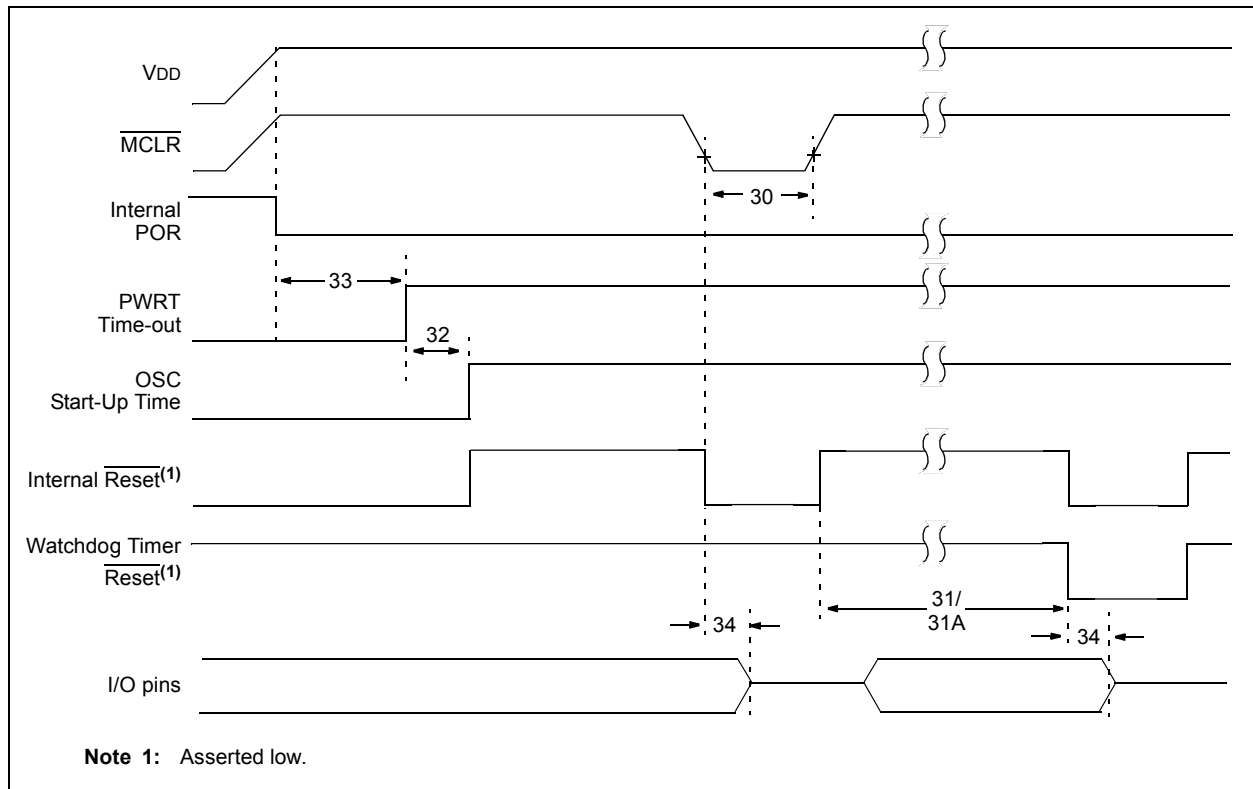 VDD
MCLR
30
Internal
POR
33
PWRT
Time-out
32
OSC
Start-Up Time
Internal Reset(1)
Watchdog Timer
Reset(1)
31/
31A
34
34
I/O pins
Note 1: Asserted low.